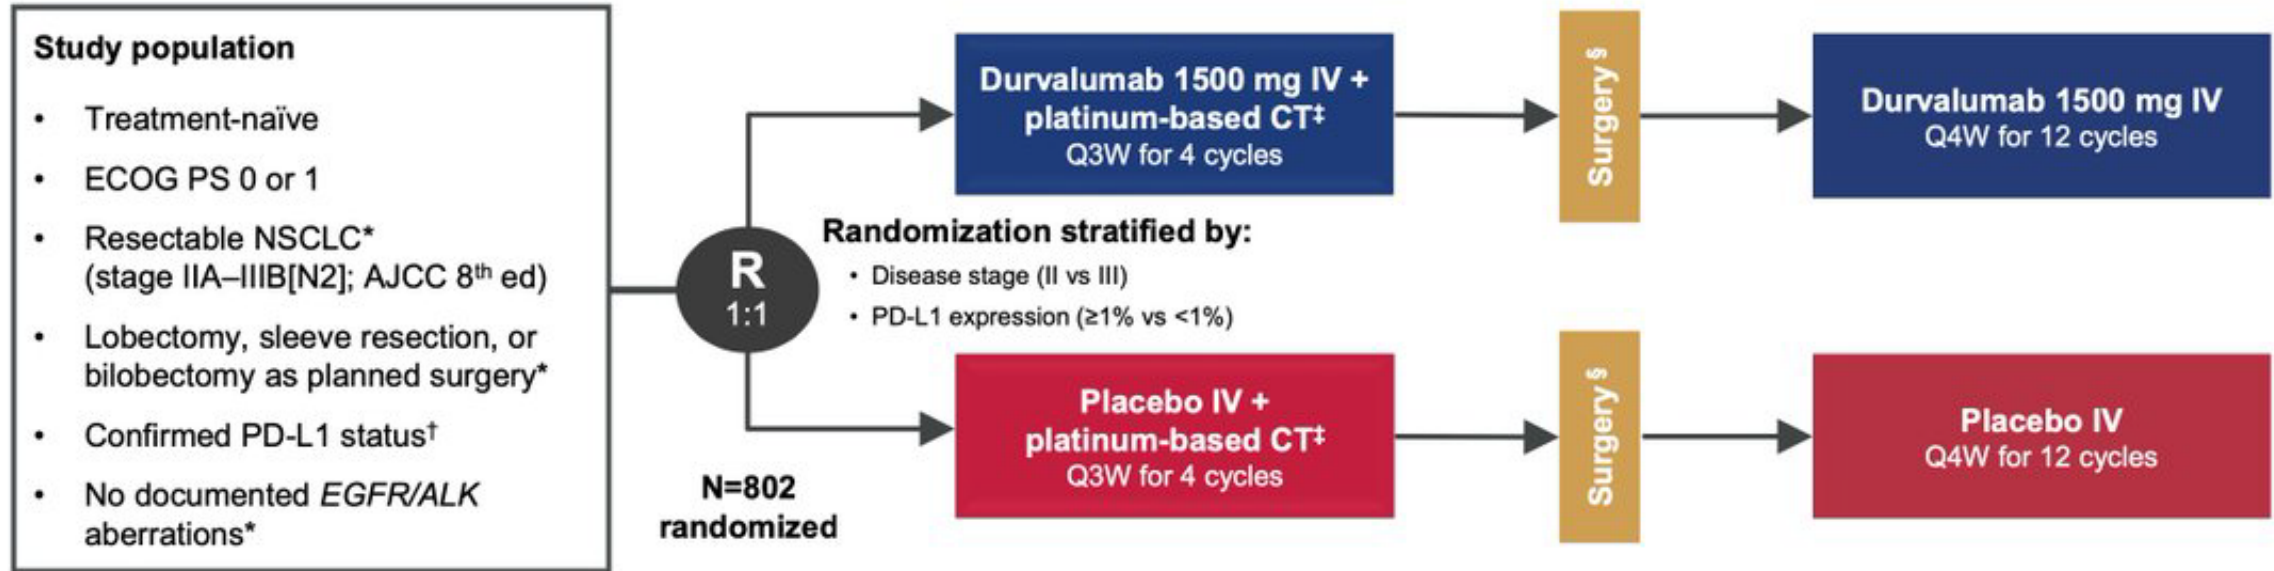 Study population
• Treatment-naïve
• ECOG PS 0 or 1
• Resectable NSCLC*
(stage IIA–IIIB[N2]; AJCC 8th ed)
• Lobectomy, sleeve resection, or
bilobectomy as planned surgery*
• Confirmed PD-L1 status†
• No documented EGFR/ALK
aberrations*
R
1:1
N=802
randomized
Randomization stratified by:
• Disease stage (II vs III)
• PD-L1 expression (≥1% vs <1%)
Durvalumab 1500 mg IV +
platinum-based CT‡
Q3W for 4 cycles
Surgery§
Durvalumab 1500 mg IV
Q4W for 12 cycles
Placebo IV +
platinum-based CT‡
Q3W for 4 cycles
Surgery§
Placebo IV
Q4W for 12 cycles